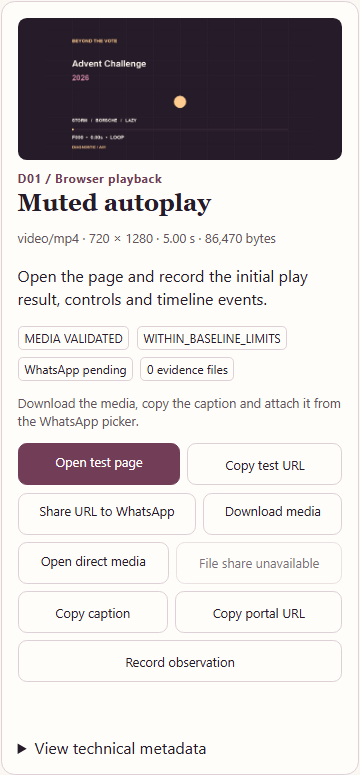 BEYOND THE VOTE
Advent Challenge
2026
STORM / BORSCHE / LAZY
F000 • 0.00s • LOOP
D01 / Browser playback
Muted autoplay
video/mp4 · 720 × 1280 · 5.00 s · 86,470 bytes
Open the page and record the initial play
result, controls and timeline events.
MEDIA VALIDATED
WITHIN_BASELINE_LIMITS
WhatsApp pending
0 evidence files
Download the media, copy the caption and attach it from
the WhatsApp picker.
Open test page
Copy test URL
Share URL to WhatsApp
Download media
Open direct media
File share unavailable
Copy caption
Copy portal URL
Record observation
View technical metadata